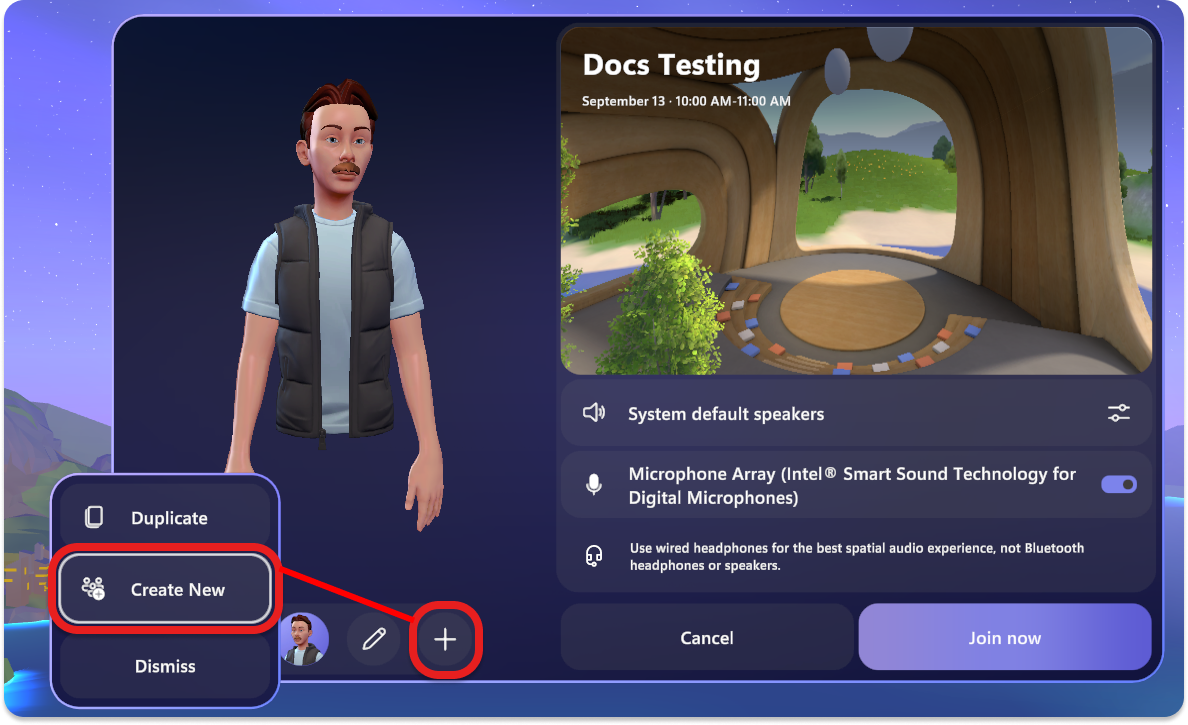 Docs Testing
September 13 · 10:00 AM-11:00 AM
System default speakers
Microphone Array (Intel® Smart Sound Technology for
Digital Microphones)
Use wired headphones for the best spatial audio experience, not Bluetooth
headphones or speakers.
Duplicate
Create New
Dismiss
Cancel
Join now